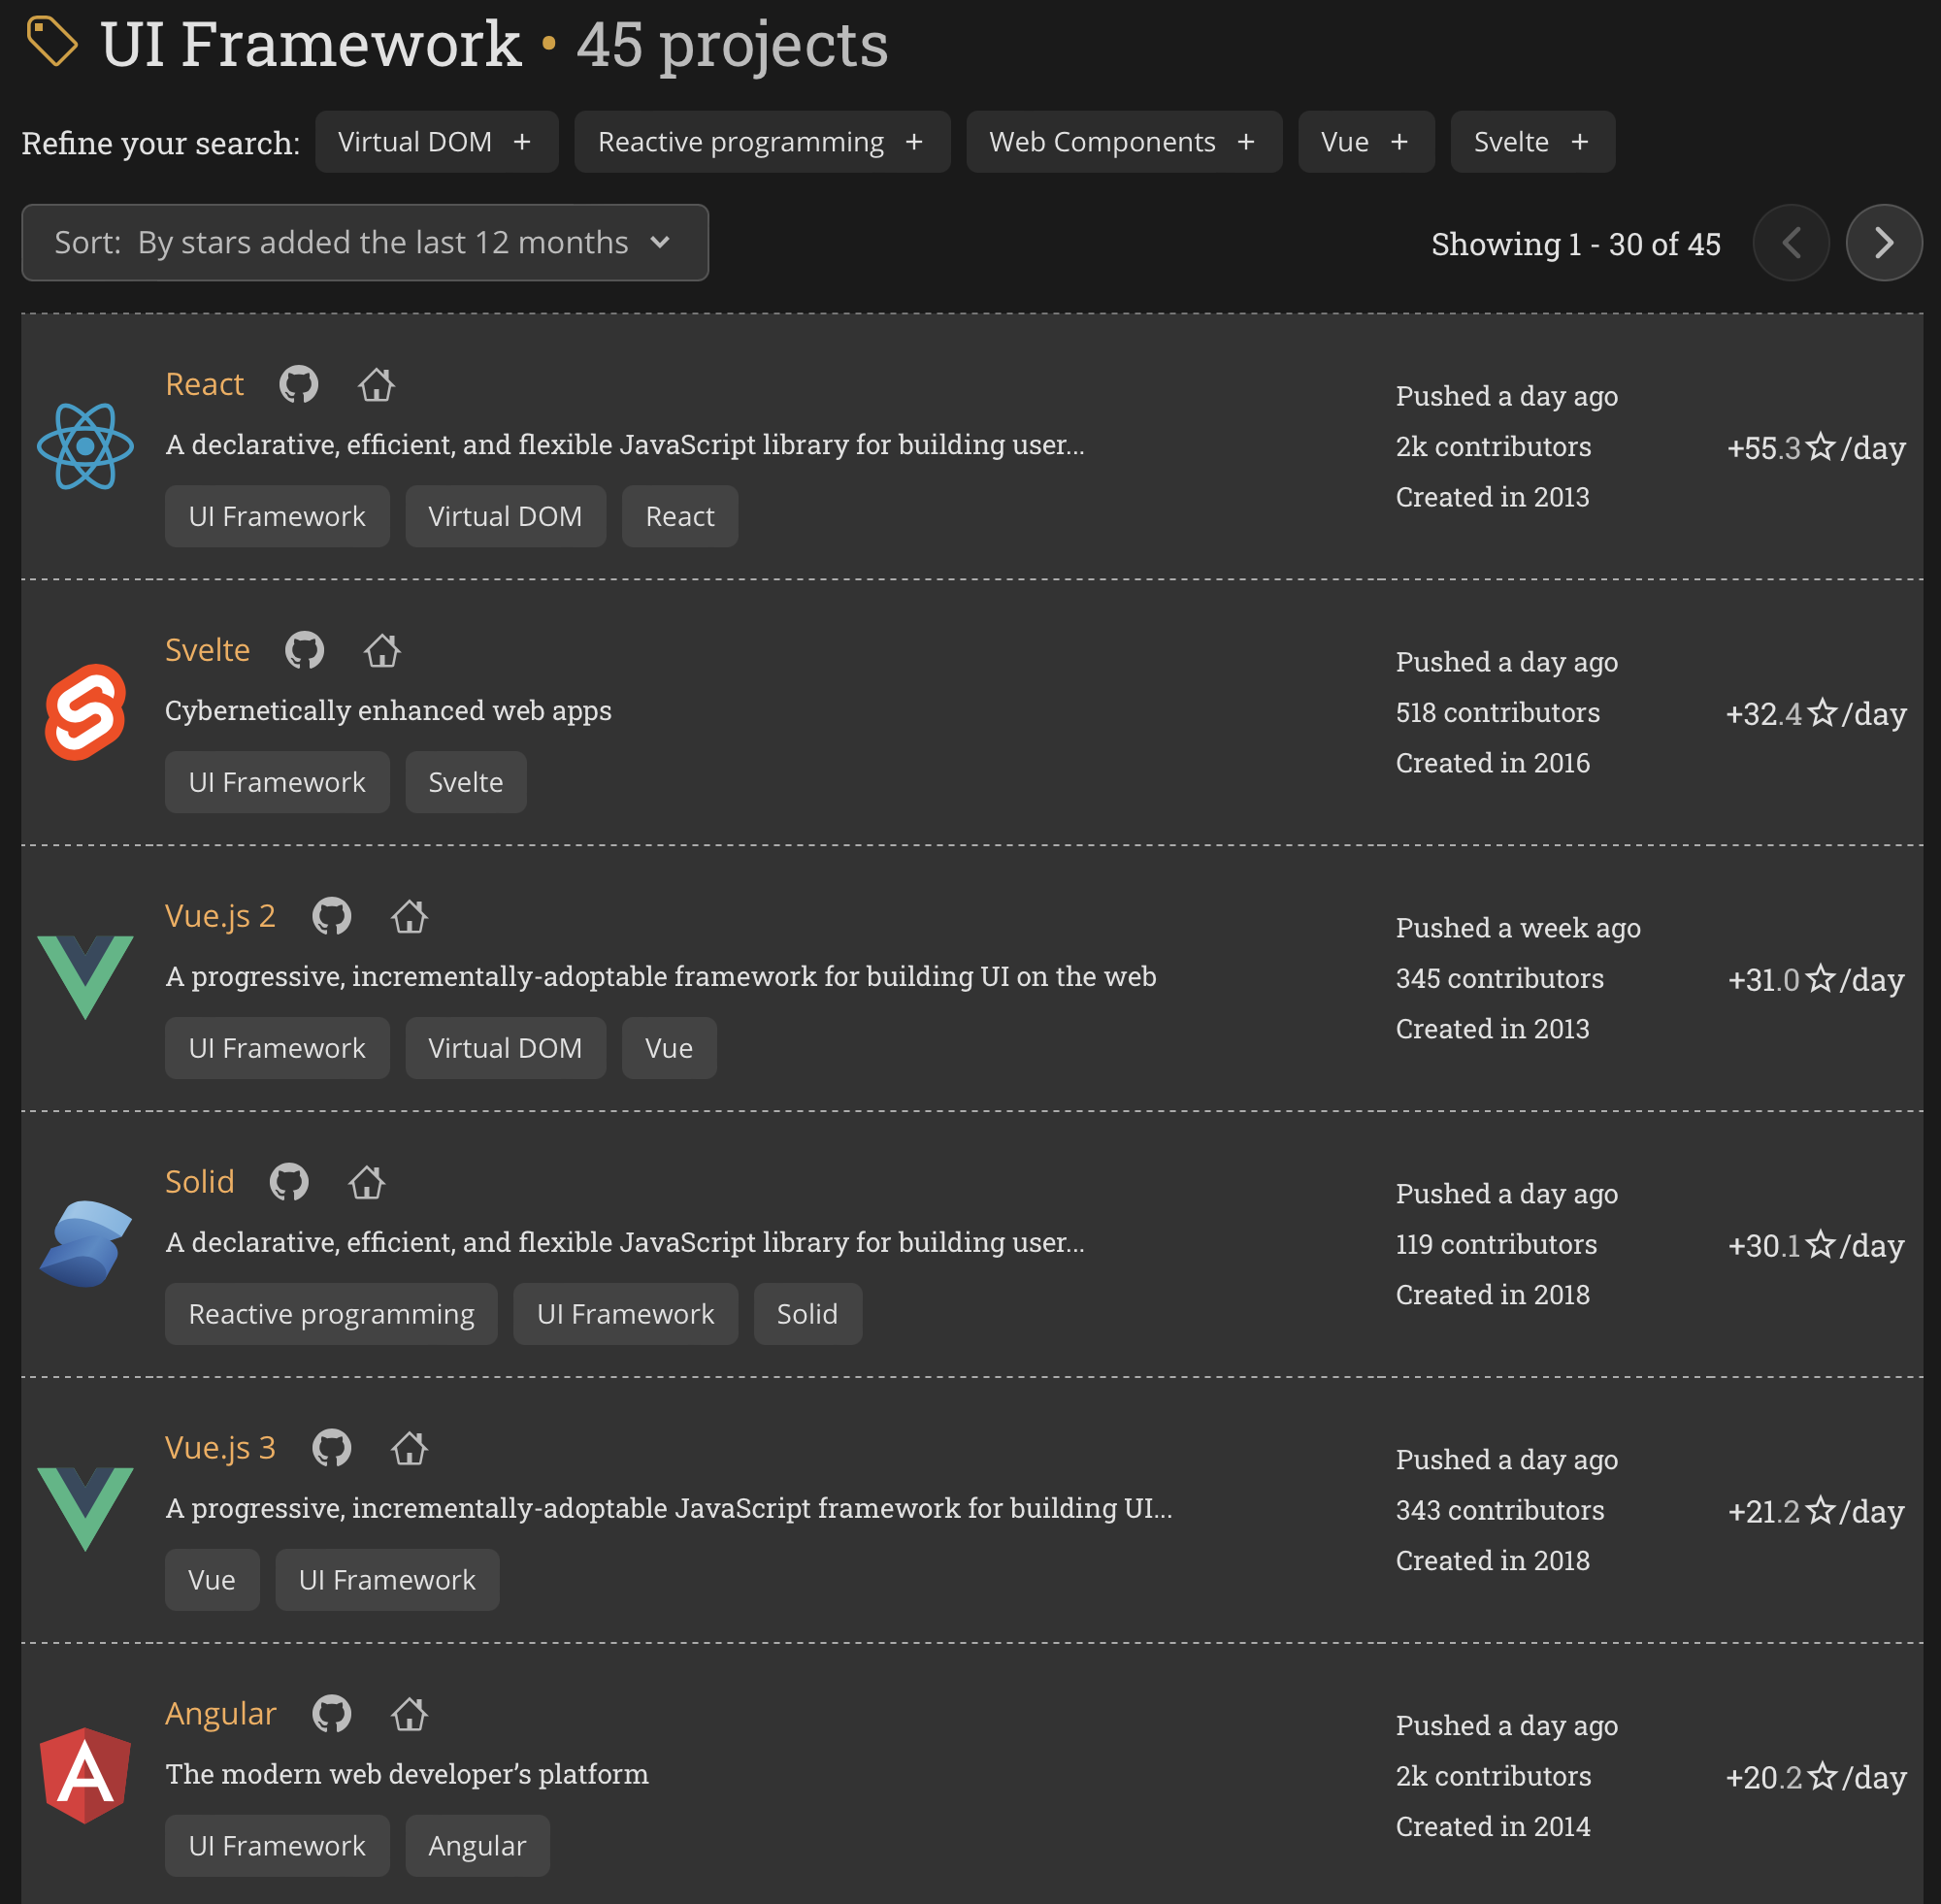 UI Framework • 45 projects
Refine your search: Virtual DOM + Reactive programming + Web Components + Vue + Svelte +
Sort: By stars added the last 12 months
Showing 1 - 30 of 45
React
A declarative, efficient, and flexible JavaScript library for building user...
UI Framework Virtual DOM React
Pushed a day ago
2k contributors
Created in 2013
+55.3☆/day
Svelte
Cybernetically enhanced web apps
UI Framework Svelte
Pushed a day ago
518 contributors
Created in 2016
+32.4☆/day
Vue.js 2
A progressive, incrementally-adoptable framework for building UI on the web
UI Framework Virtual DOM Vue
Pushed a week ago
345 contributors
Created in 2013
+31.0☆/day
Solid
A declarative, efficient, and flexible JavaScript library for building user...
Reactive programming UI Framework Solid
Pushed a day ago
119 contributors
Created in 2018
+30.1☆/day
Vue.js 3
A progressive, incrementally-adoptable JavaScript framework for building UI...
Vue UI Framework
Pushed a day ago
343 contributors
Created in 2018
+21.2☆/day
Angular
The modern web developer’s platform
UI Framework Angular
Pushed a day ago
2k contributors
Created in 2014
+20.2☆/day